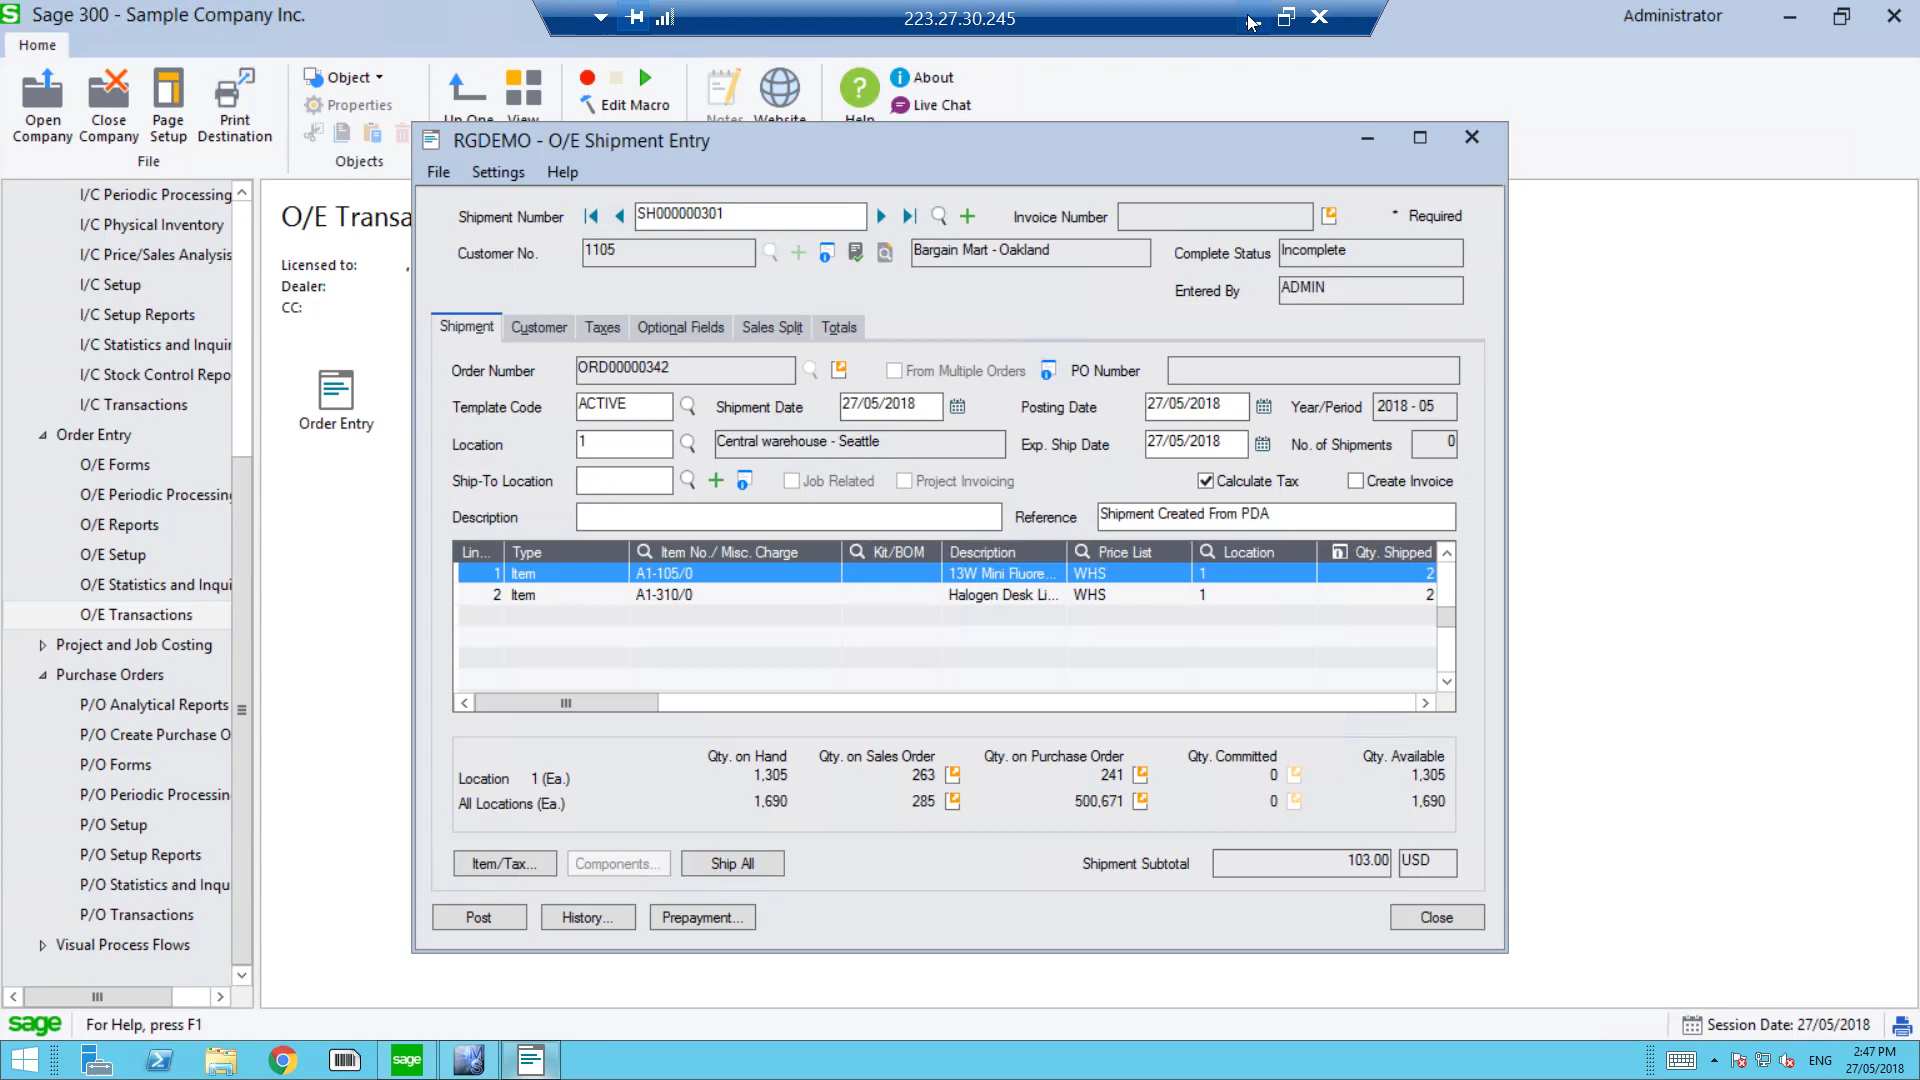 Sage 300 - Sample Company Inc.
223.27.30.245
Administrator
Home
Open Company
Close Company
Page Setup
Print Destination
File
Object
Properties
Objects
Up One
View
Edit Macro
Notes
Website
Help
About
Live Chat
I/C Periodic Processing
I/C Physical Inventory
I/C Price/Sales Analysis
I/C Setup
I/C Setup Reports
I/C Statistics and Inquir
I/C Stock Control Repo
I/C Transactions
Order Entry
O/E Forms
O/E Periodic Processing
O/E Reports
O/E Setup
O/E Statistics and Inqui
O/E Transactions
Project and Job Costing
Purchase Orders
P/O Analytical Reports
P/O Create Purchase O
P/O Forms
P/O Periodic Processin
P/O Setup
P/O Setup Reports
P/O Statistics and Inqu
P/O Transactions
Visual Process Flows
O/E Transa
Licensed to:
Dealer:
CC:
Order Entry
RGDEMO - O/E Shipment Entry
File Settings Help
Shipment Number SH000000301 Invoice Number * Required
Customer No. 1105 Bargain Mart - Oakland Complete Status Incomplete
Entered By ADMIN
Shipment Customer Taxes Optional Fields Sales Split Totals
Order Number ORD00000342 From Multiple Orders PO Number
Template Code ACTIVE Shipment Date 27/05/2018 Posting Date 27/05/2018 Year/Period 2018 - 05
Location 1 Central warehouse - Seattle Exp. Ship Date 27/05/2018 No. of Shipments 0
Ship-To Location Job Related Project Invoicing Calculate Tax Create Invoice
Description Reference Shipment Created From PDA
Lin... Type Item No./ Misc. Charge Kit/BOM Description Price List Location Qty. Shipped
1 Item A1-105/0 13W Mini Fluore... WHS 1 2
2 Item A1-310/0 Halogen Desk Li... WHS 1 2
Qty. on Hand Qty. on Sales Order Qty. on Purchase Order Qty. Committed Qty. Available
Location 1 (Ea.) 1,305 263 241 0 1,305
All Locations (Ea.) 1,690 285 500,671 0 1,690
Item/Tax... Components... Ship All Shipment Subtotal 103.00 USD
Post History... Prepayment... Close
sage For Help, press F1 Session Date: 27/05/2018
sage
ENG
2:47 PM
27/05/2018